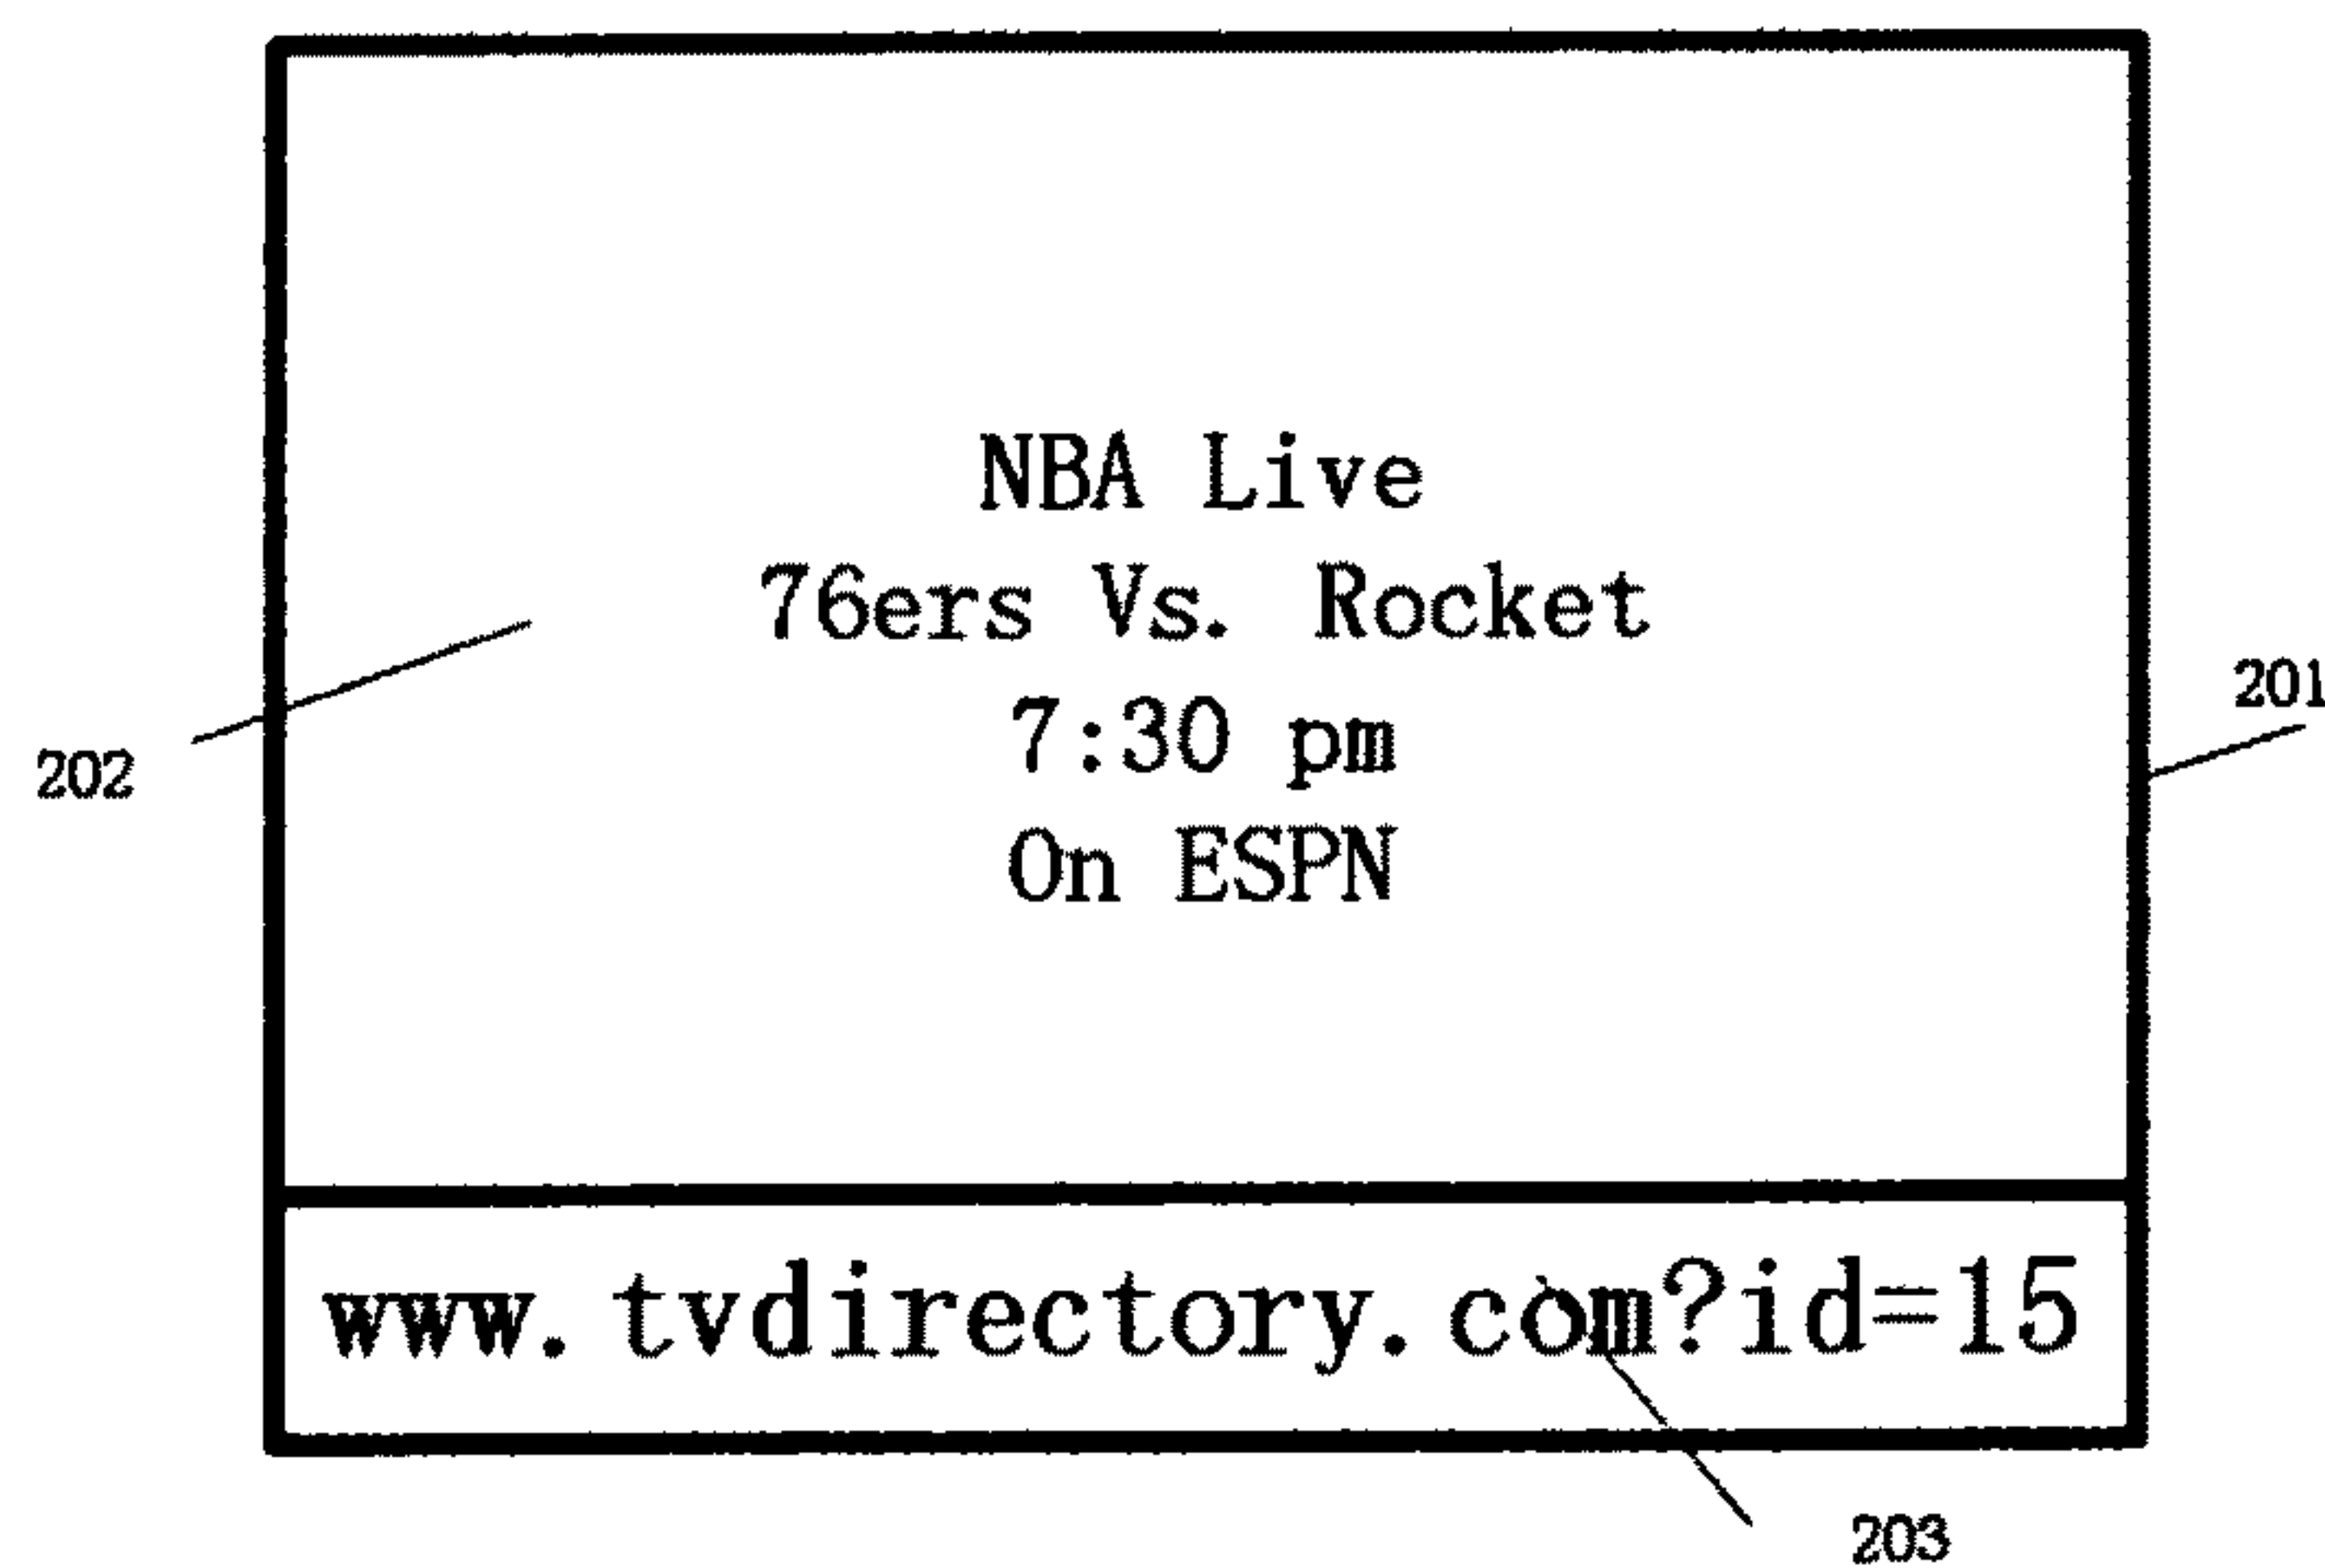 NBA Live
76ers Vs. Rocket
7:30 pm
On ESPN
201
202
www.tvdirectory.com?id=15
203